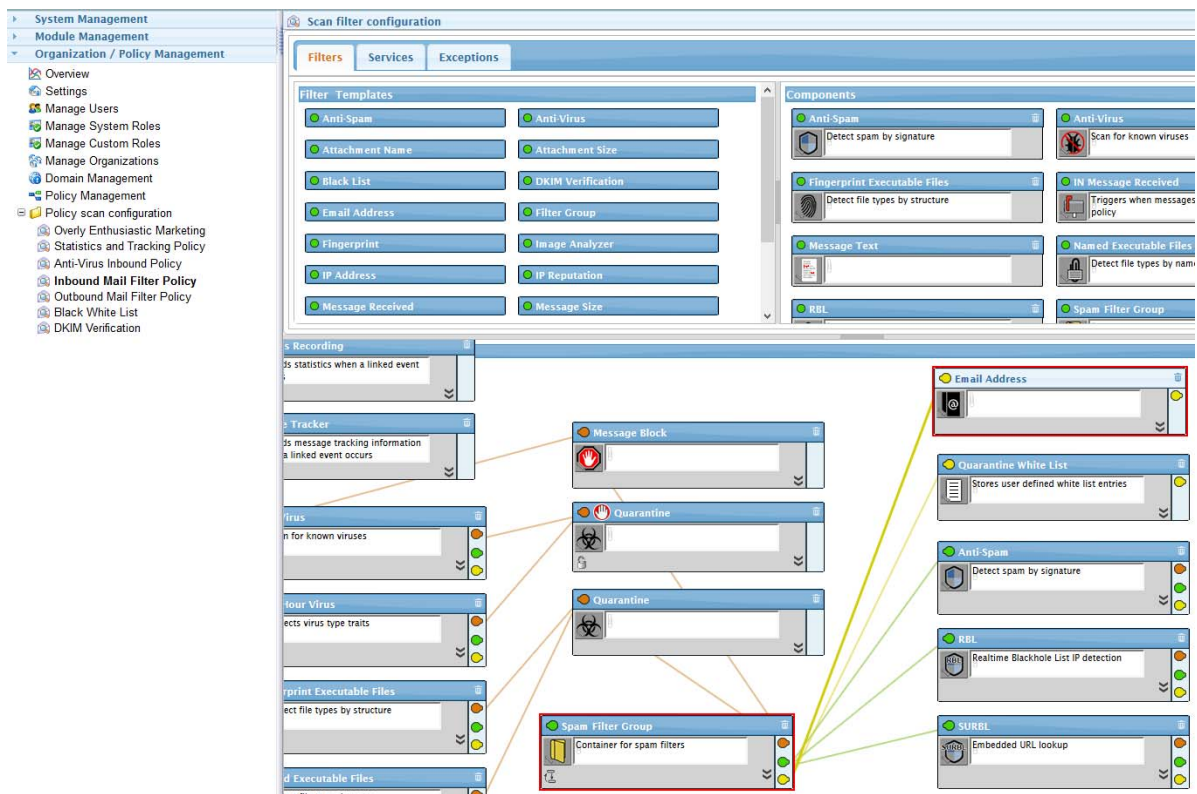 System Management
Module Management
Organization / Policy Management
Overview
Settings
Manage Users
Manage System Roles
Manage Custom Roles
Manage Organizations
Domain Management
Policy Management
Policy scan configuration
Overly Enthusiastic Marketing
Statistics and Tracking Policy
Anti-Virus Inbound Policy
Inbound Mail Filter Policy
Outbound Mail Filter Policy
Black White List
DKIM Verification
Scan filter configuration
Filters Services Exceptions
Filter Templates
Anti-Spam Anti-Virus
Attachment Name Attachment Size
Black List DKIM Verification
Email Address Filter Group
Fingerprint Image Analyzer
IP Address IP Reputation
Message Received Message Size
Components
Anti-Spam
Detect spam by signature
Anti-Virus
Scan for known viruses
Fingerprint Executable Files
Detect file types by structure
IN Message Received
Triggers when messages
policy
Message Text
Named Executable Files
Detect file types by name
RBL
Spam Filter Group
s Recording
ds statistics when a linked event
s
e Tracker
ds message tracking information
a linked event occurs
Virus
n for known viruses
Hour Virus
ects virus type traits
rprint Executable Files
ect file types by structure
d Executable Files
Message Block
Quarantine
Quarantine
Spam Filter Group
Container for spam filters
Email Address
Quarantine White List
Stores user defined white list entries
Anti-Spam
Detect spam by signature
RBL
RBL
Realtime Blackhole List IP detection
SURBL
SURBL
Embedded URL lookup